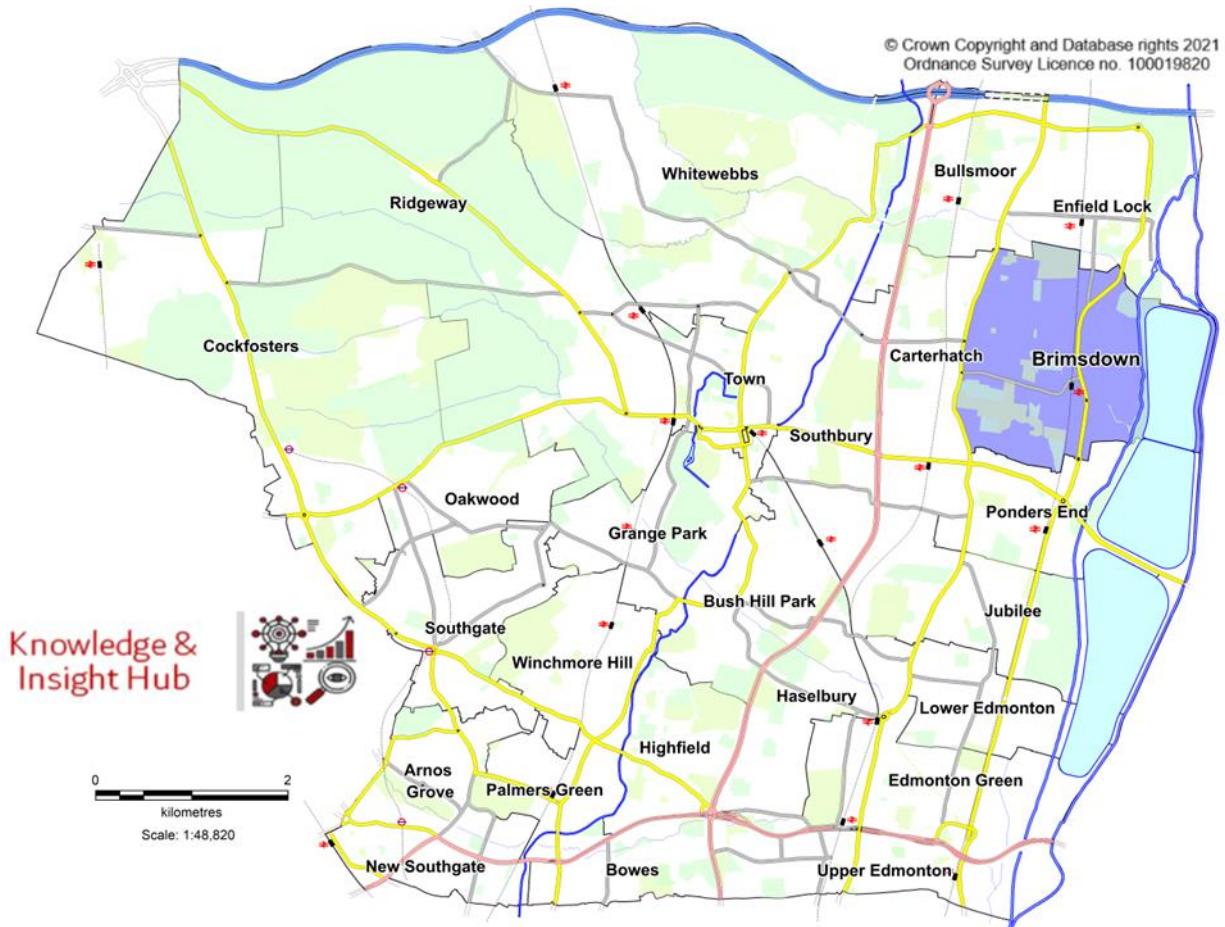 © Crown Copyright and Database rights 2021
Ordnance Survey Licence no. 100019820
Whitewebbs
Bullsmoor
Ridgeway
Enfield Lock
Cockfosters
Carterhatch
Brimsdown
Town
Southbury
Oakwood
Grange Park
Ponders End
Bush Hill Park
Jubilee
Knowledge &
Insight Hub
Southgate
Winchmore Hill
Haselbury
Lower Edmonton
Highfield
Arnos
Grove
Palmers Green
Edmonton Green
0 2
kilometres
Scale: 1:48,820
New Southgate
Bowes
Upper Edmonton